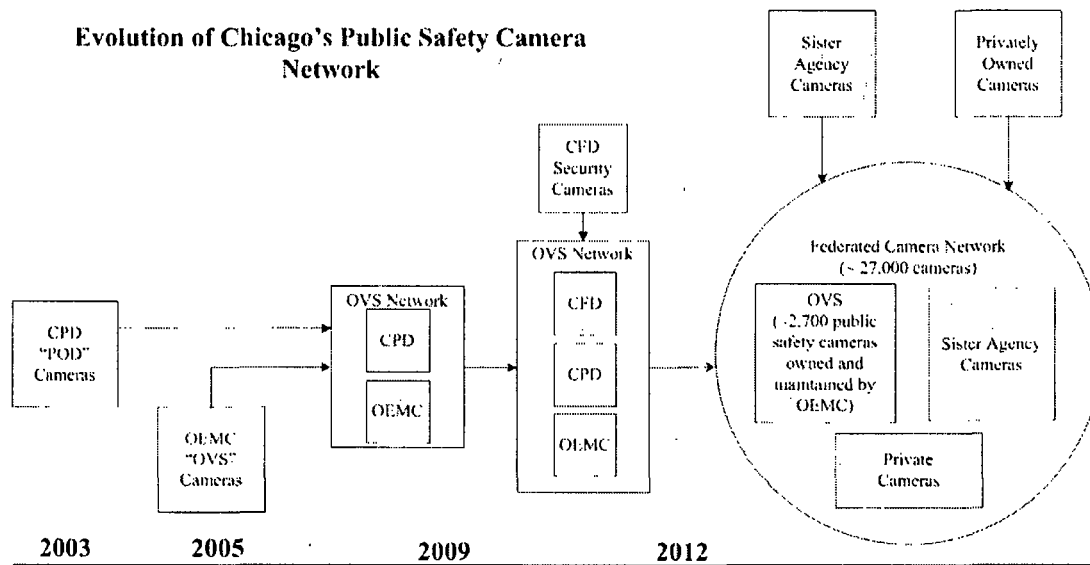 Evolution of Chicago's Public Safety Camera
Network
Sister
Agency
Cameras
Privately
Owned
Cameras
CFD
Security
Cameras
OVS Network
CFD
CPD
OEMC
Federated Camera Network
(~ 27,000 cameras)
OVS
(~2,700 public
safety cameras
owned and
maintained by
OEMC)
Sister Agency
Cameras
Private
Cameras
OVS Network
CPD
OEMC
CPD
"POD"
Cameras
OEMC
"OVS"
Cameras
2003
2005
2009
2012